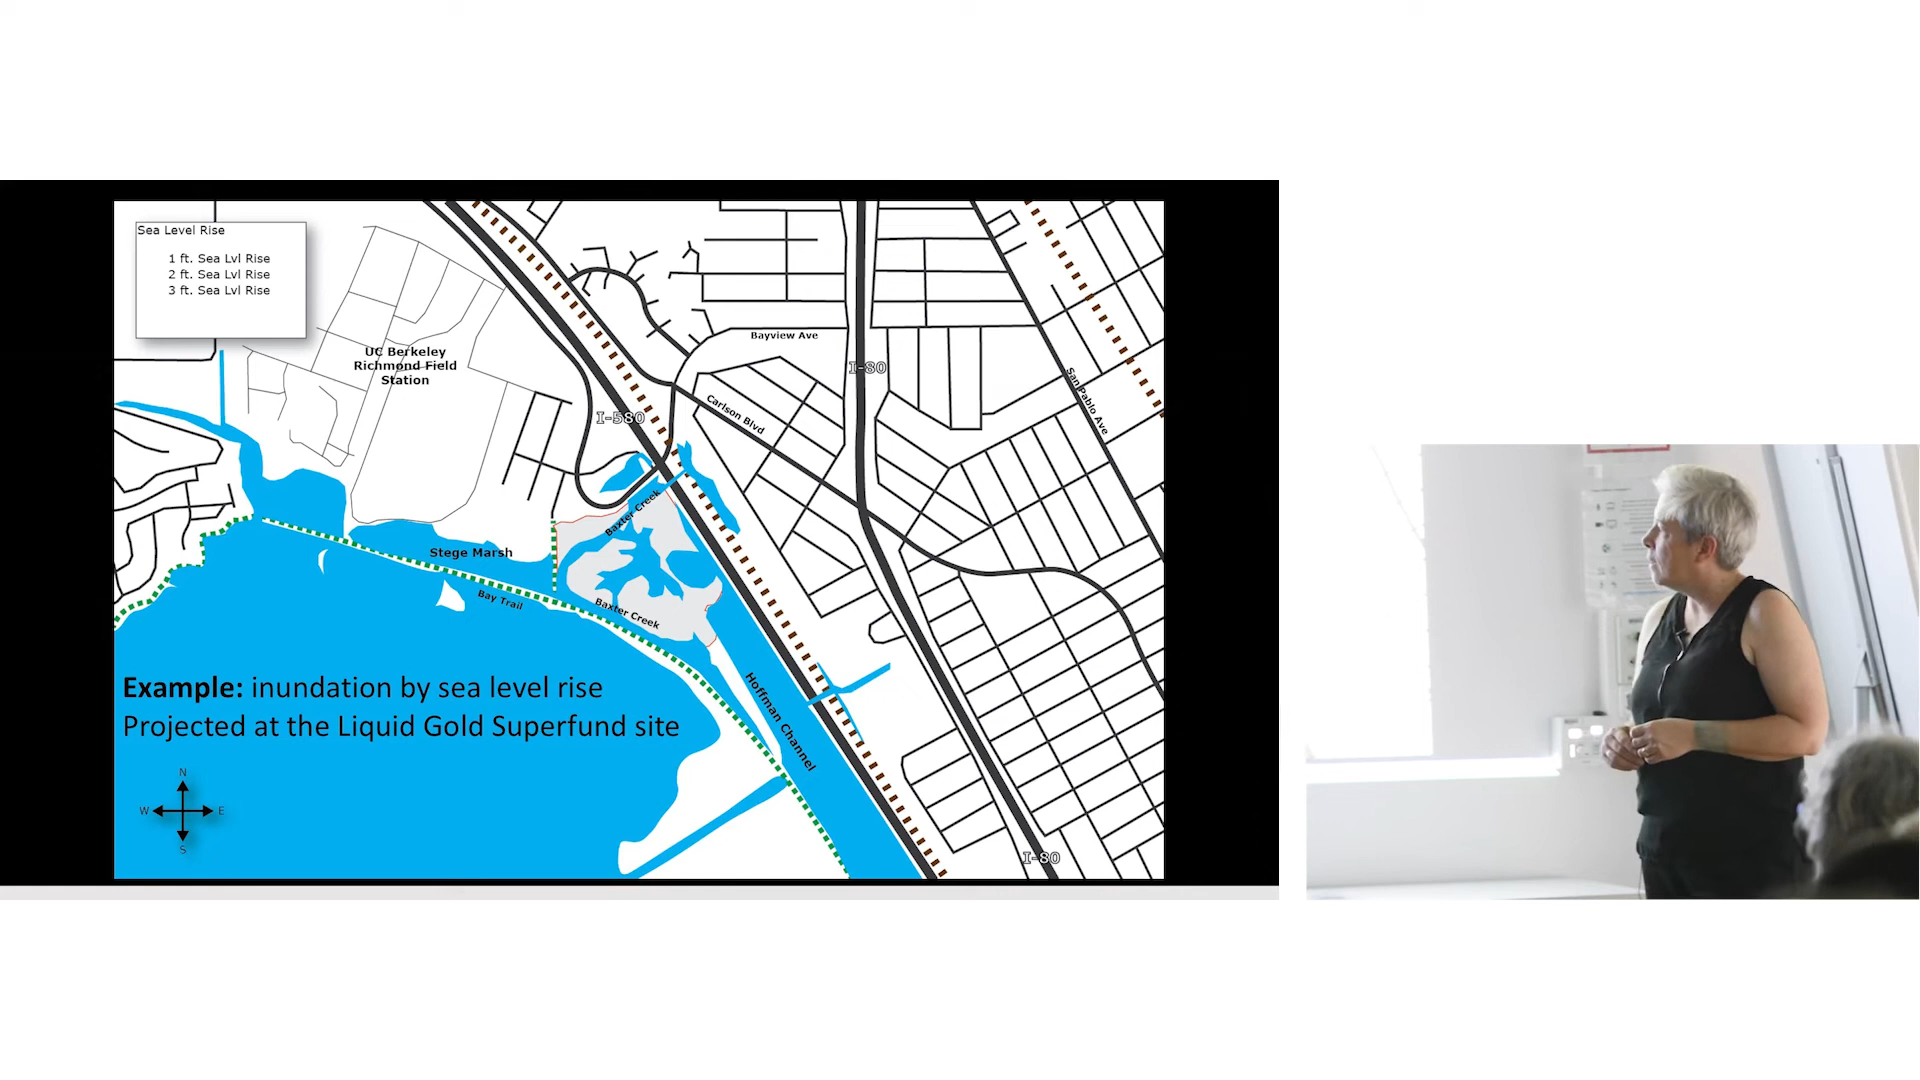 Sea Level Rise
1 ft. Sea Lvl Rise
2 ft. Sea Lvl Rise
3 ft. Sea Lvl Rise
UC Berkeley
Richmond Field
Station
Bayview Ave
I-80
San Pablo Ave
Carlson Blvd
I-580
Baxter Creek
Stege Marsh
Bay Trail
Baxter Creek
Hoffman Channel
Example: inundation by sea level rise
Projected at the Liquid Gold Superfund site
N
W
E
S
I-80